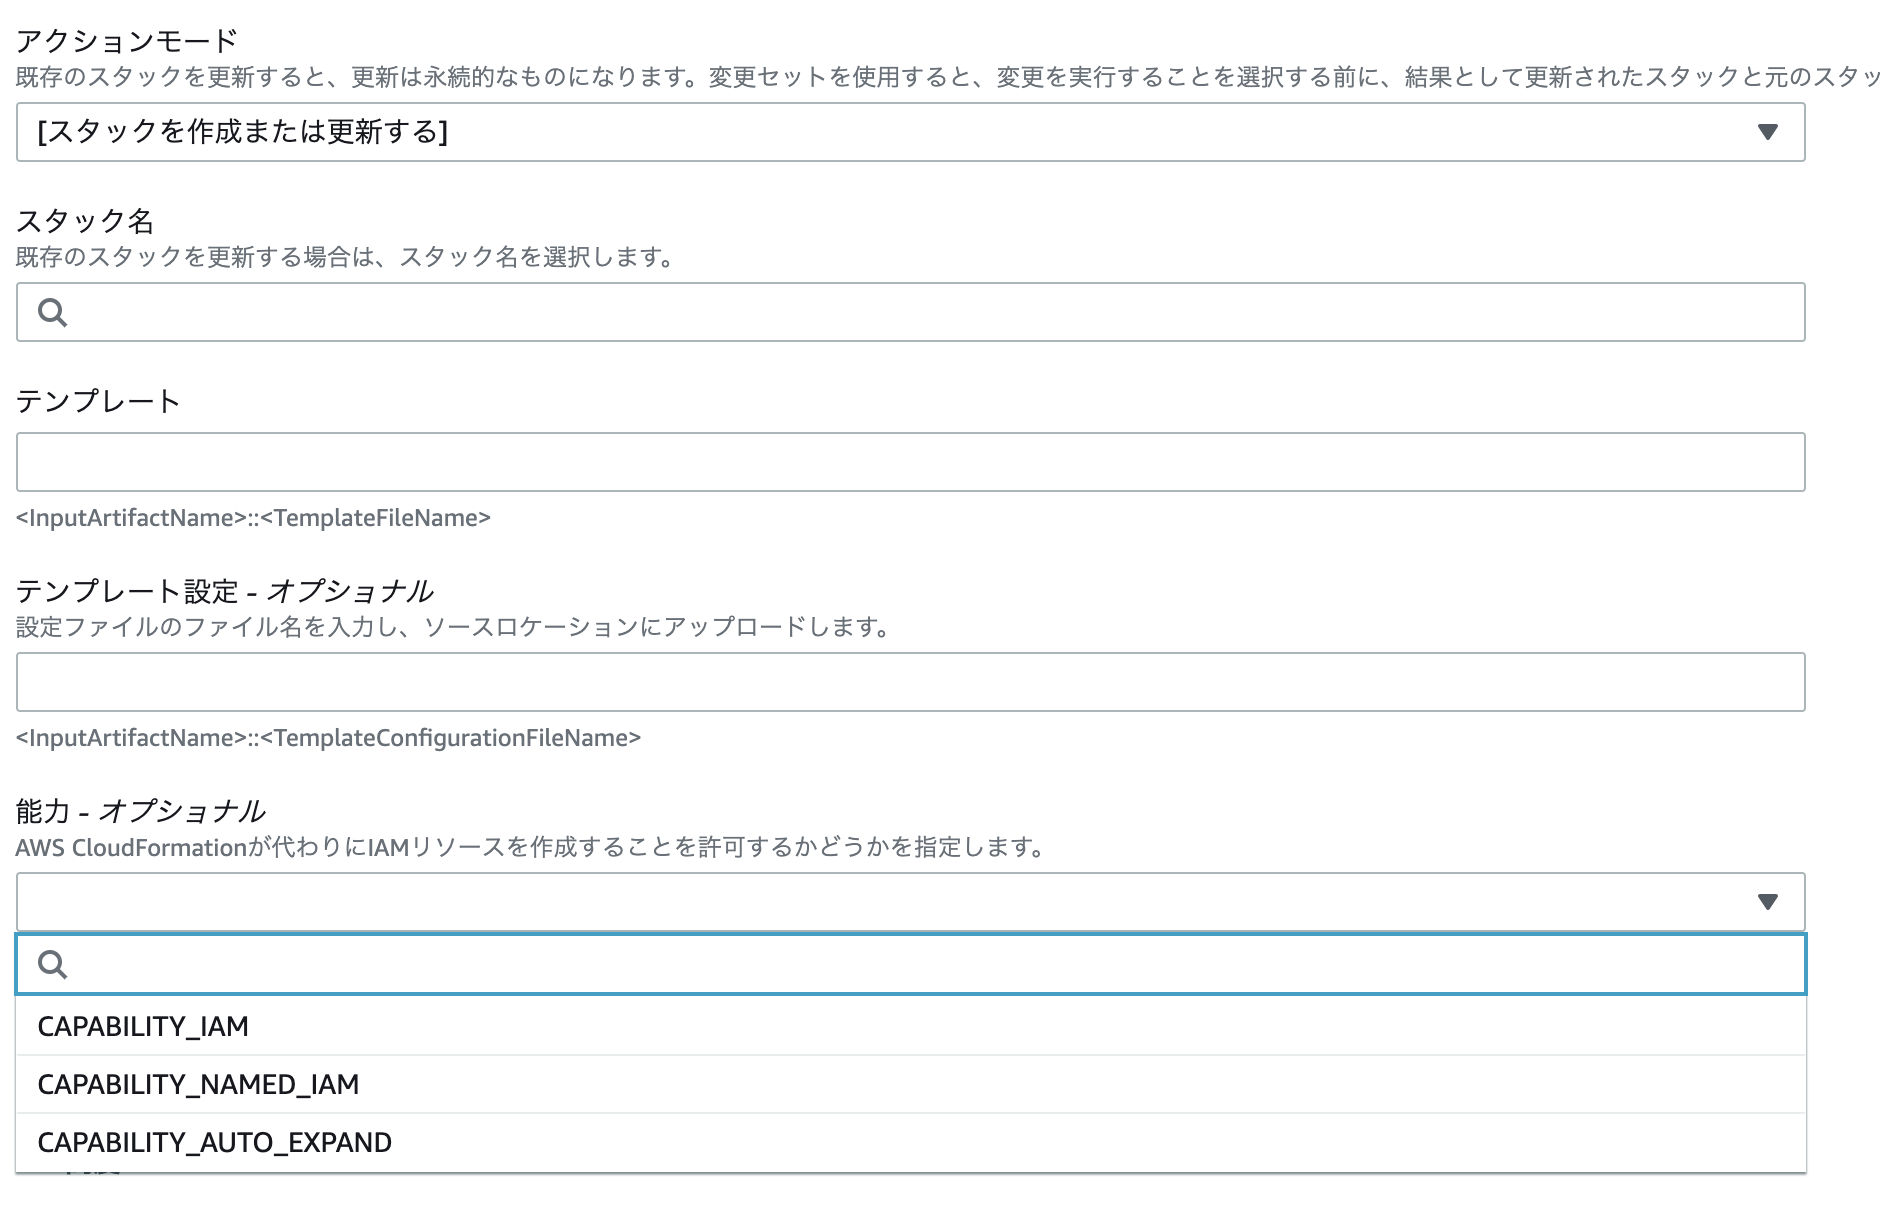 アクションモード
既存のスタックを更新すると、更新は永続的なものになります。変更セットを使用すると、変更を実行することを選択する前に、結果として更新されたスタックと元のスタッ
[スタックを作成または更新する]
スタック名
既存のスタックを更新する場合は、スタック名を選択します。
テンプレート
<InputArtifactName>::<TemplateFileName>
テンプレート設定 - オプショナル
設定ファイルのファイル名を入力し、ソースロケーションにアップロードします。
<InputArtifactName>::<TemplateConfigurationFileName>
能力 - オプショナル
AWS CloudFormationが代わりにIAMリソースを作成することを許可するかどうかを指定します。
CAPABILITY_IAM
CAPABILITY_NAMED_IAM
CAPABILITY_AUTO_EXPAND